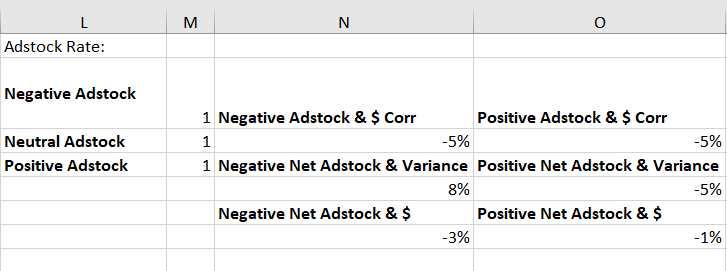 L M N O
Adstock Rate:
Negative Adstock
1 Negative Adstock & $ Corr Positive Adstock & $ Corr
Neutral Adstock 1 -5% -5%
Positive Adstock 1 Negative Net Adstock & Variance Positive Net Adstock & Variance
8% -5%
Negative Net Adstock & $ Positive Net Adstock & $
-3% -1%